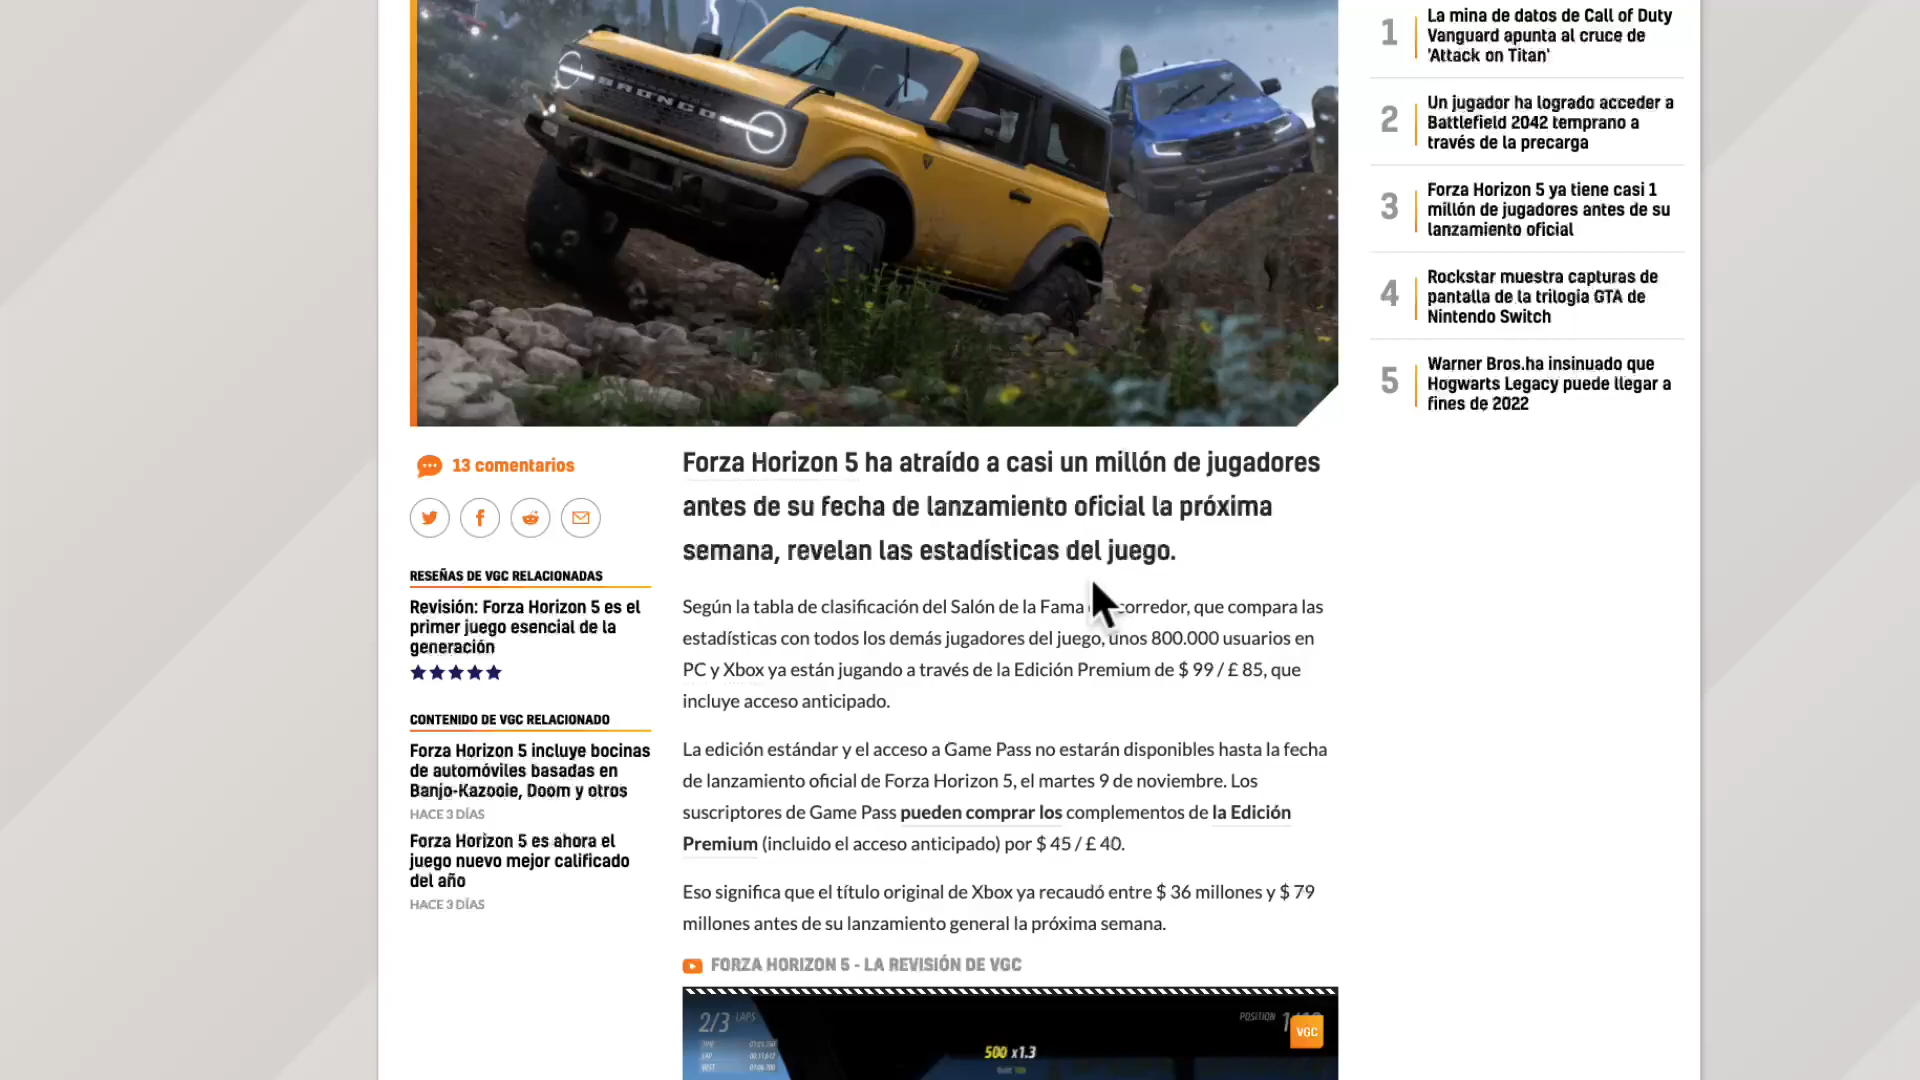 BRONCO
13 comentarios
RESEÑAS DE VGC RELACIONADAS
Revisión: Forza Horizon 5 es el
primer juego esencial de la
generación
CONTENIDO DE VGC RELACIONADO
Forza Horizon 5 incluye bocinas
de automóviles basadas en
Banjo-Kazooie, Doom y otros
HACE 3 DÍAS
Forza Horizon 5 es ahora el
juego nuevo mejor calificado
del año
HACE 3 DÍAS
Forza Horizon 5 ha atraído a casi un millón de jugadores
antes de su fecha de lanzamiento oficial la próxima
semana, revelan las estadísticas del juego.
Según la tabla de clasificación del Salón de la Fama corredor, que compara las
estadísticas con todos los demás jugadores del juego, unos 800.000 usuarios en
PC y Xbox ya están jugando a través de la Edición Premium de $ 99 / £ 85, que
incluye acceso anticipado.
La edición estándar y el acceso a Game Pass no estarán disponibles hasta la fecha
de lanzamiento oficial de Forza Horizon 5, el martes 9 de noviembre. Los
suscriptores de Game Pass pueden comprar los complementos de la Edición
Premium (incluido el acceso anticipado) por $ 45 / £ 40.
Eso significa que el título original de Xbox ya recaudó entre $ 36 millones y $ 79
millones antes de su lanzamiento general la próxima semana.
FORZA HORIZON 5 - LA REVISIÓN DE VGC
2/3 LAPS
POSITION
VGC
500 x1.3
1 La mina de datos de Call of Duty
Vanguard apunta al cruce de
'Attack on Titan'
2 Un jugador ha logrado acceder a
Battlefield 2042 temprano a
través de la precarga
3 Forza Horizon 5 ya tiene casi 1
millón de jugadores antes de su
lanzamiento oficial
4 Rockstar muestra capturas de
pantalla de la trilogía GTA de
Nintendo Switch
5 Warner Bros.ha insinuado que
Hogwarts Legacy puede llegar a
fines de 2022